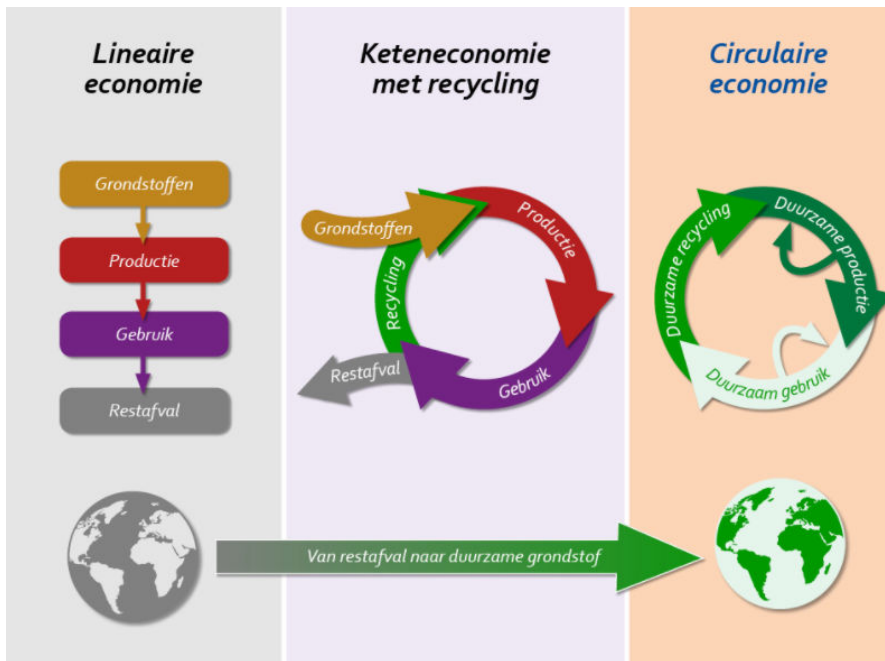 Lineaire
economie
Grondstoffen
Productie
Gebruik
Restafval
Keteneconomie
met recycling
Grondstoffen
Productie
Recycling
Restafval
Gebruik
Circulaire
economie
Duurzame recycling
Duurzame productie
Duurzaam gebruik
Van restafval naar duurzame grondstof